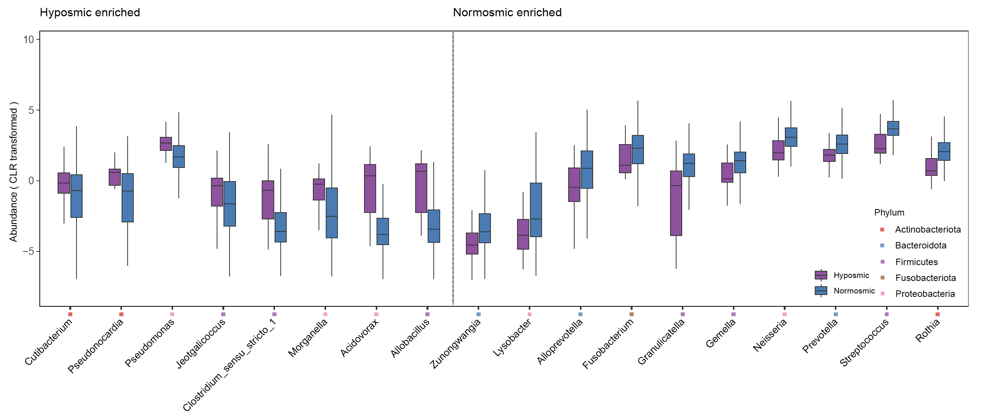 Hyposmic enriched
Normosmic enriched
Abundance ( CLR transformed )
10
5
0
−5
Phylum
Actinobacteriota
Bacteroidota
Firmicutes
Fusobacteriota
Proteobacteria
Hyposmic
Normosmic
Cutibacterium
Pseudonocardia
Pseudomonas
Jeotgalicoccus
Clostridium_sensu_stricto_1
Morganella
Acidovorax
Allobacillus
Zunongwangia
Lysobacter
Alloprevotella
Fusobacterium
Granulicatella
Gemella
Neisseria
Prevotella
Streptococcus
Rothia